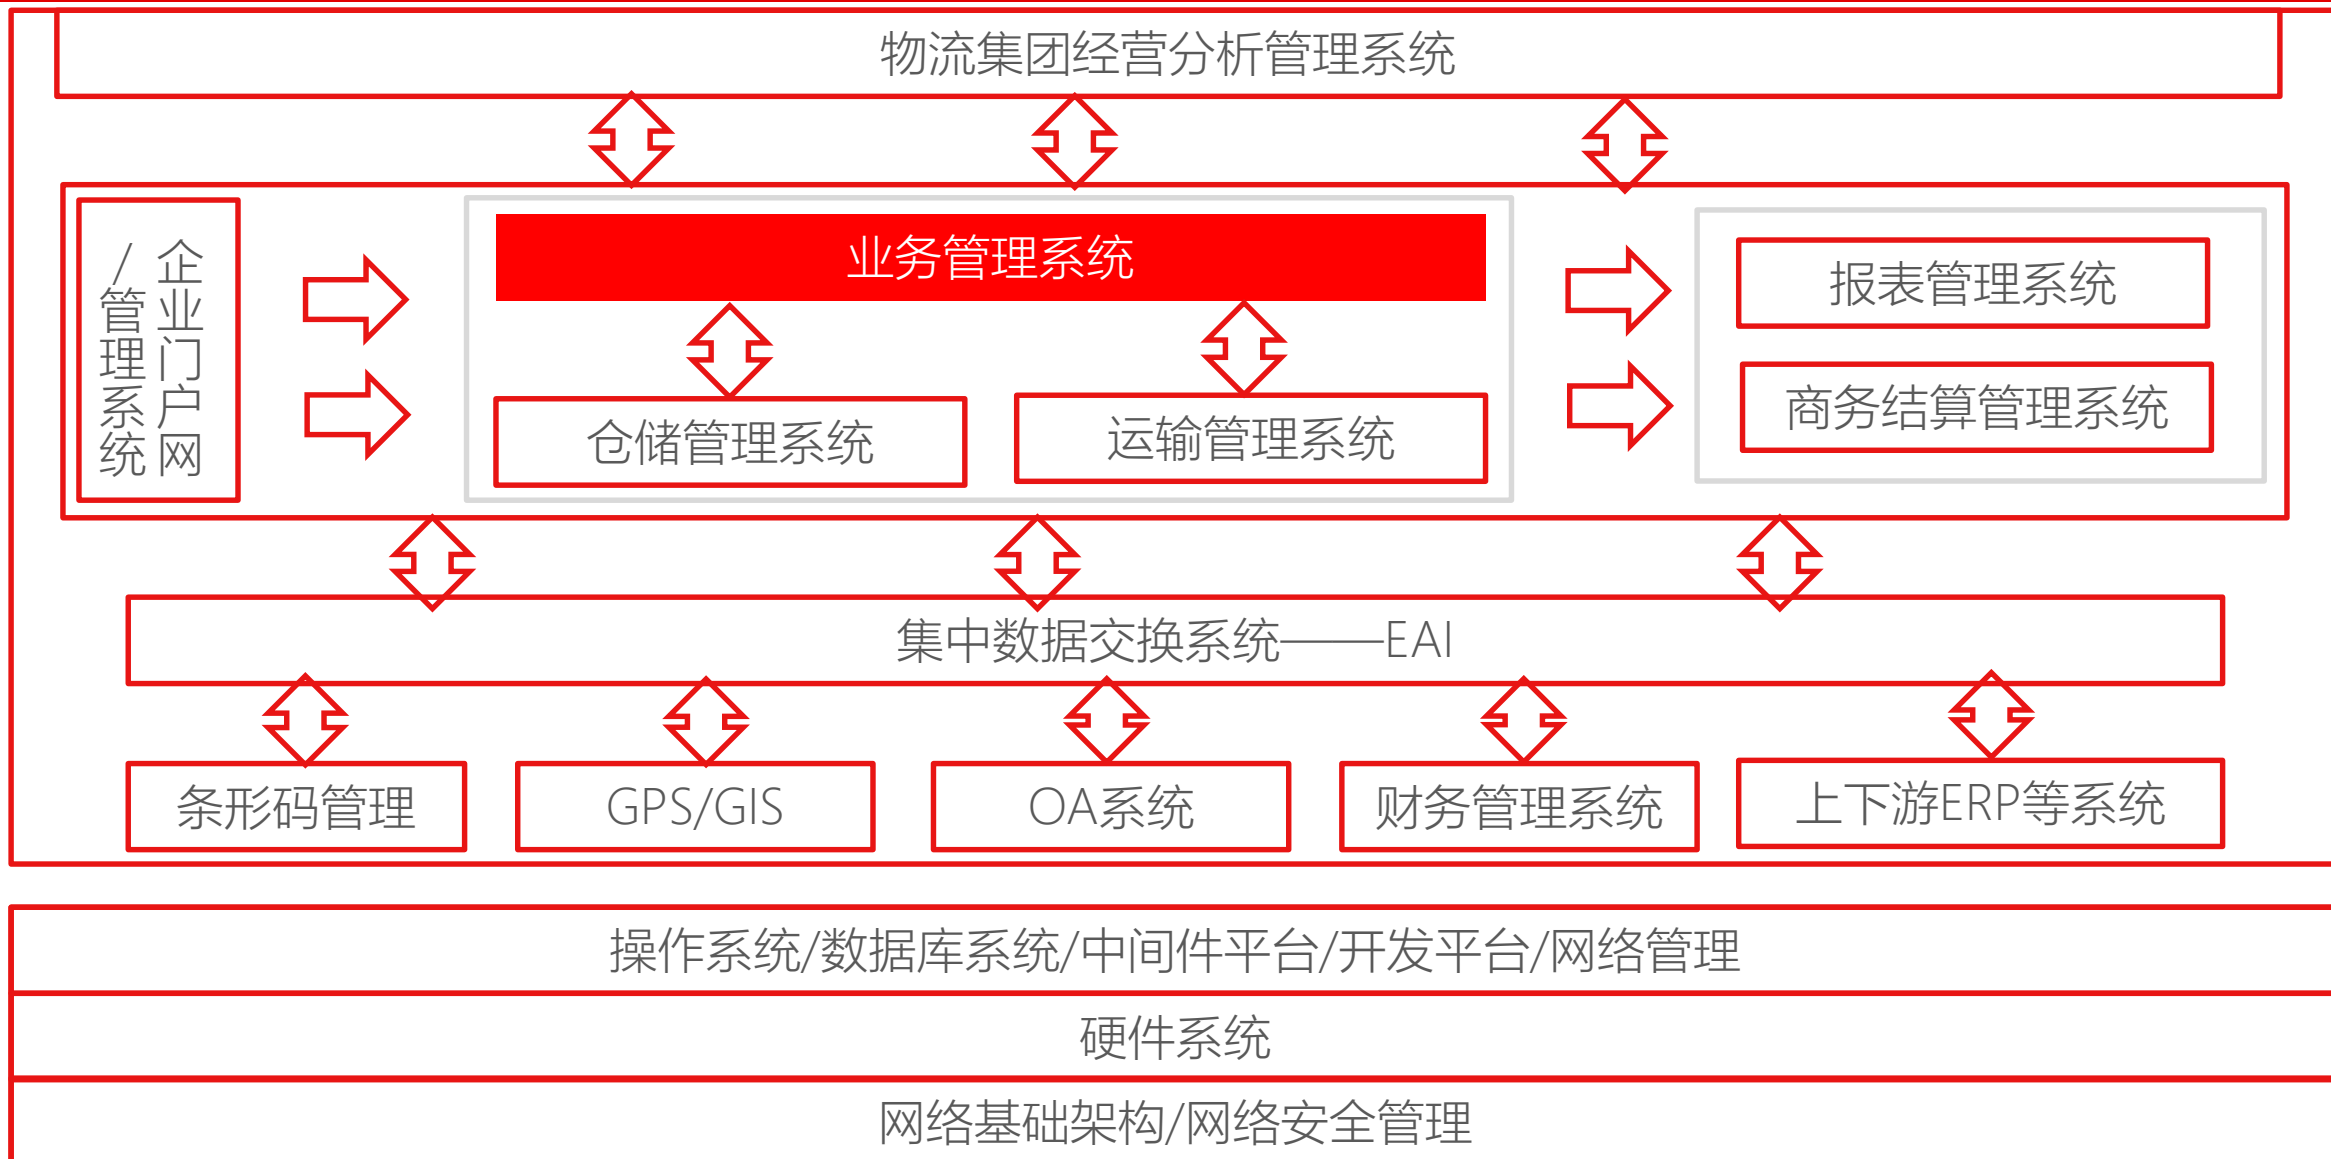 物流集团经营分析管理系统
企业门户网
/管理系统
业务管理系统
仓储管理系统
运输管理系统
报表管理系统
商务结算管理系统
集中数据交换系统——EAI
条形码管理
GPS/GIS
OA系统
财务管理系统
上下游ERP等系统
操作系统/数据库系统/中间件平台/开发平台/网络管理
硬件系统
网络基础架构/网络安全管理